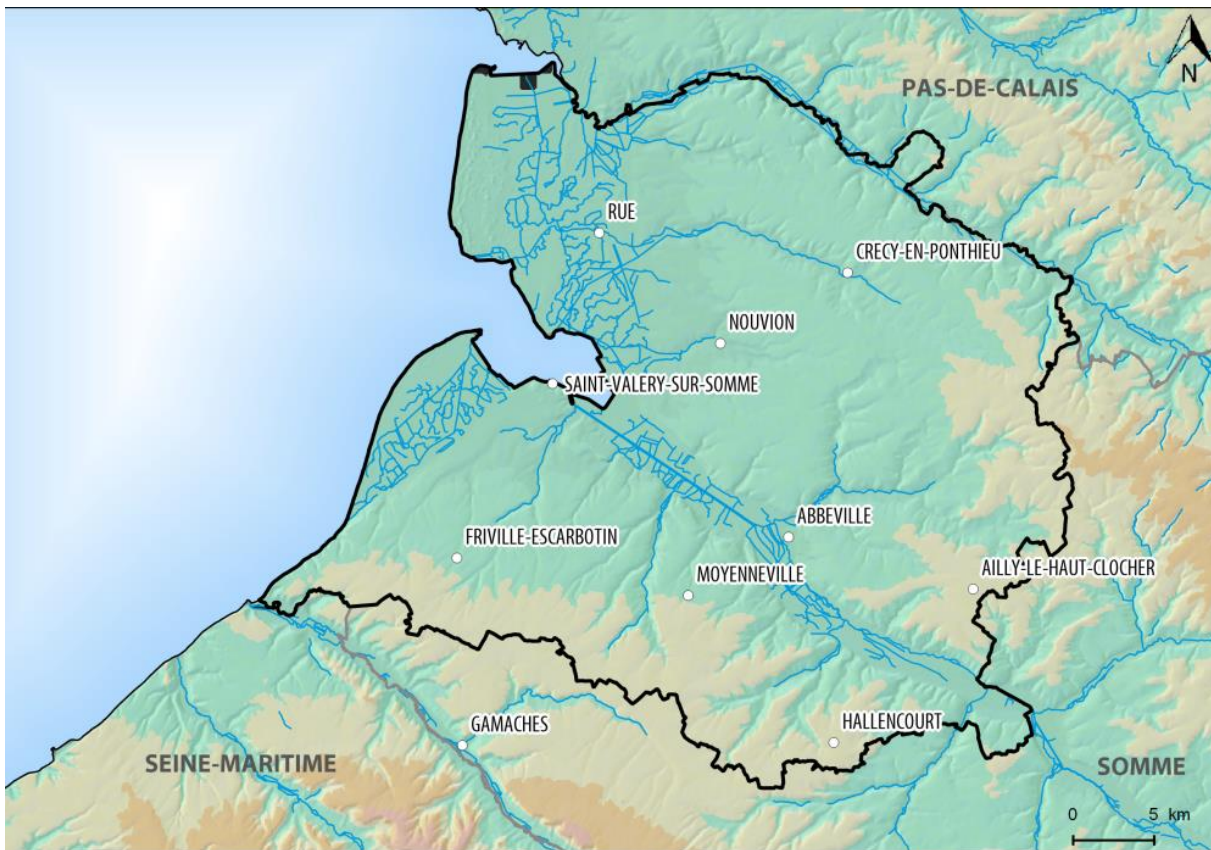 N
PAS-DE-CALAIS
RUE
CRECY-EN-PONTHIEU
NOUVION
SAINT-VALERY-SUR-SOMME
ABBEVILLE
FRIVILLE-ESCARBOTIN
AILLY-LE-HAUT-CLOCHER
MOYENNEVILLE
HALLENCOURT
GAMACHES
SEINE-MARITIME
SOMME
0 5 km